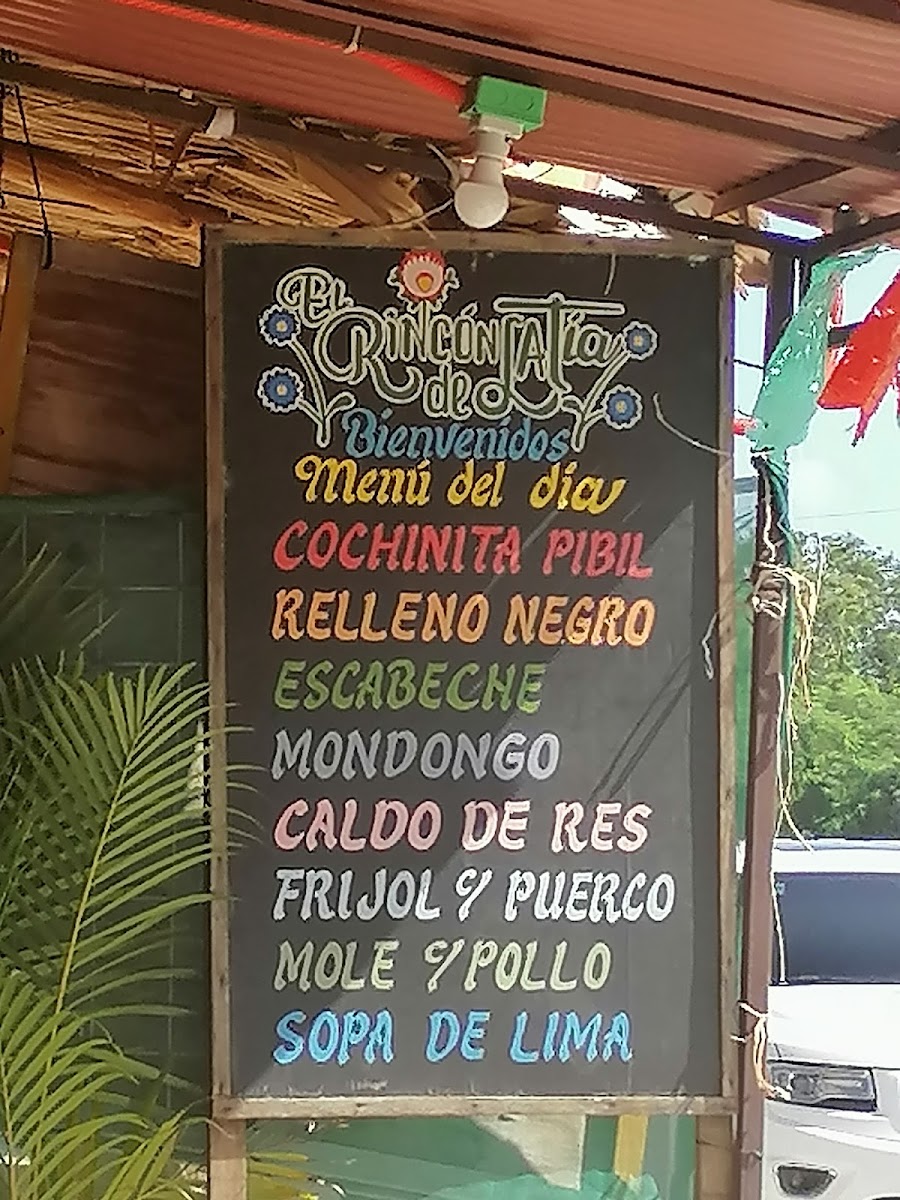 El Rincón
de La Tía
Bienvenidos
Menú del día
COCHINITA PIBIL
RELLENO NEGRO
ESCABECHE
MONDONGO
CALDO DE RES
FRIJOL c/ PUERCO
MOLE c/ POLLO
SOPA DE LIMA